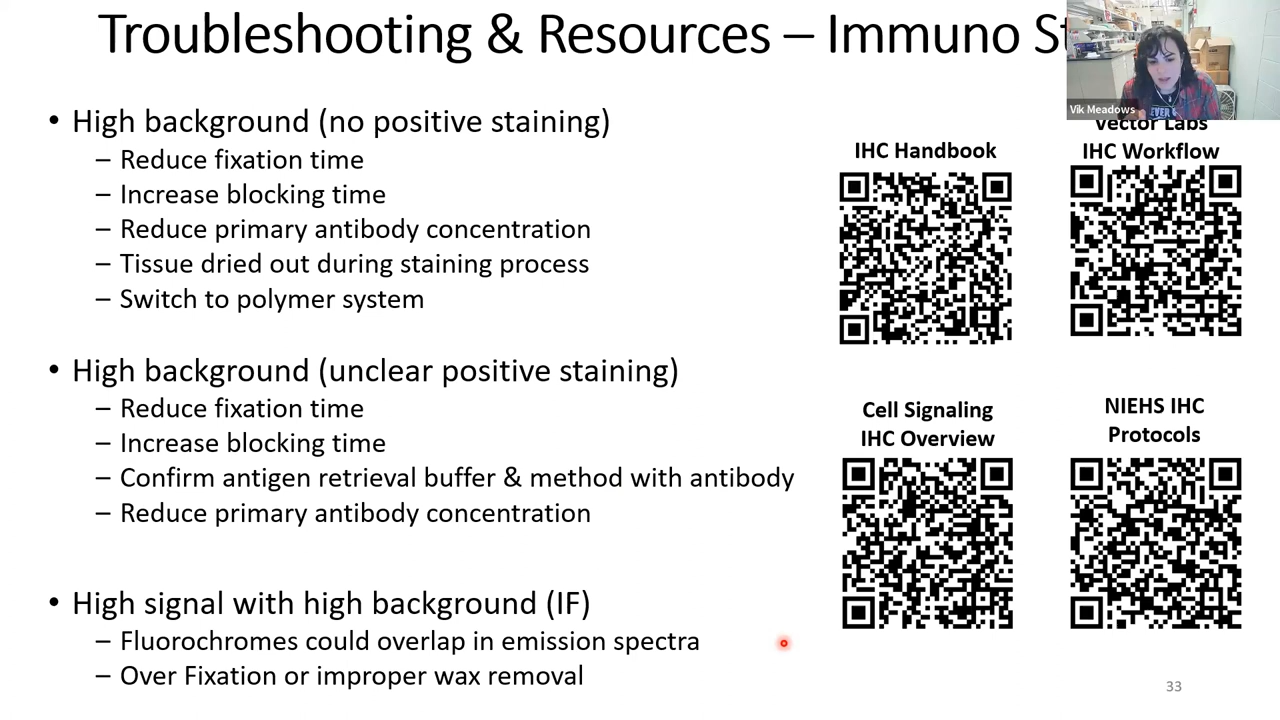 Troubleshooting & Resources – Immuno
Vik Meadows
• High background (no positive staining)
– Reduce fixation time
– Increase blocking time
– Reduce primary antibody concentration
– Tissue dried out during staining process
– Switch to polymer system
• High background (unclear positive staining)
– Reduce fixation time
– Increase blocking time
– Confirm antigen retrieval buffer & method with antibody
– Reduce primary antibody concentration
• High signal with high background (IF)
– Fluorochromes could overlap in emission spectra
– Over Fixation or improper wax removal
IHC Handbook
Vector Labs
IHC Workflow
Cell Signaling
IHC Overview
NIEHS IHC
Protocols
33